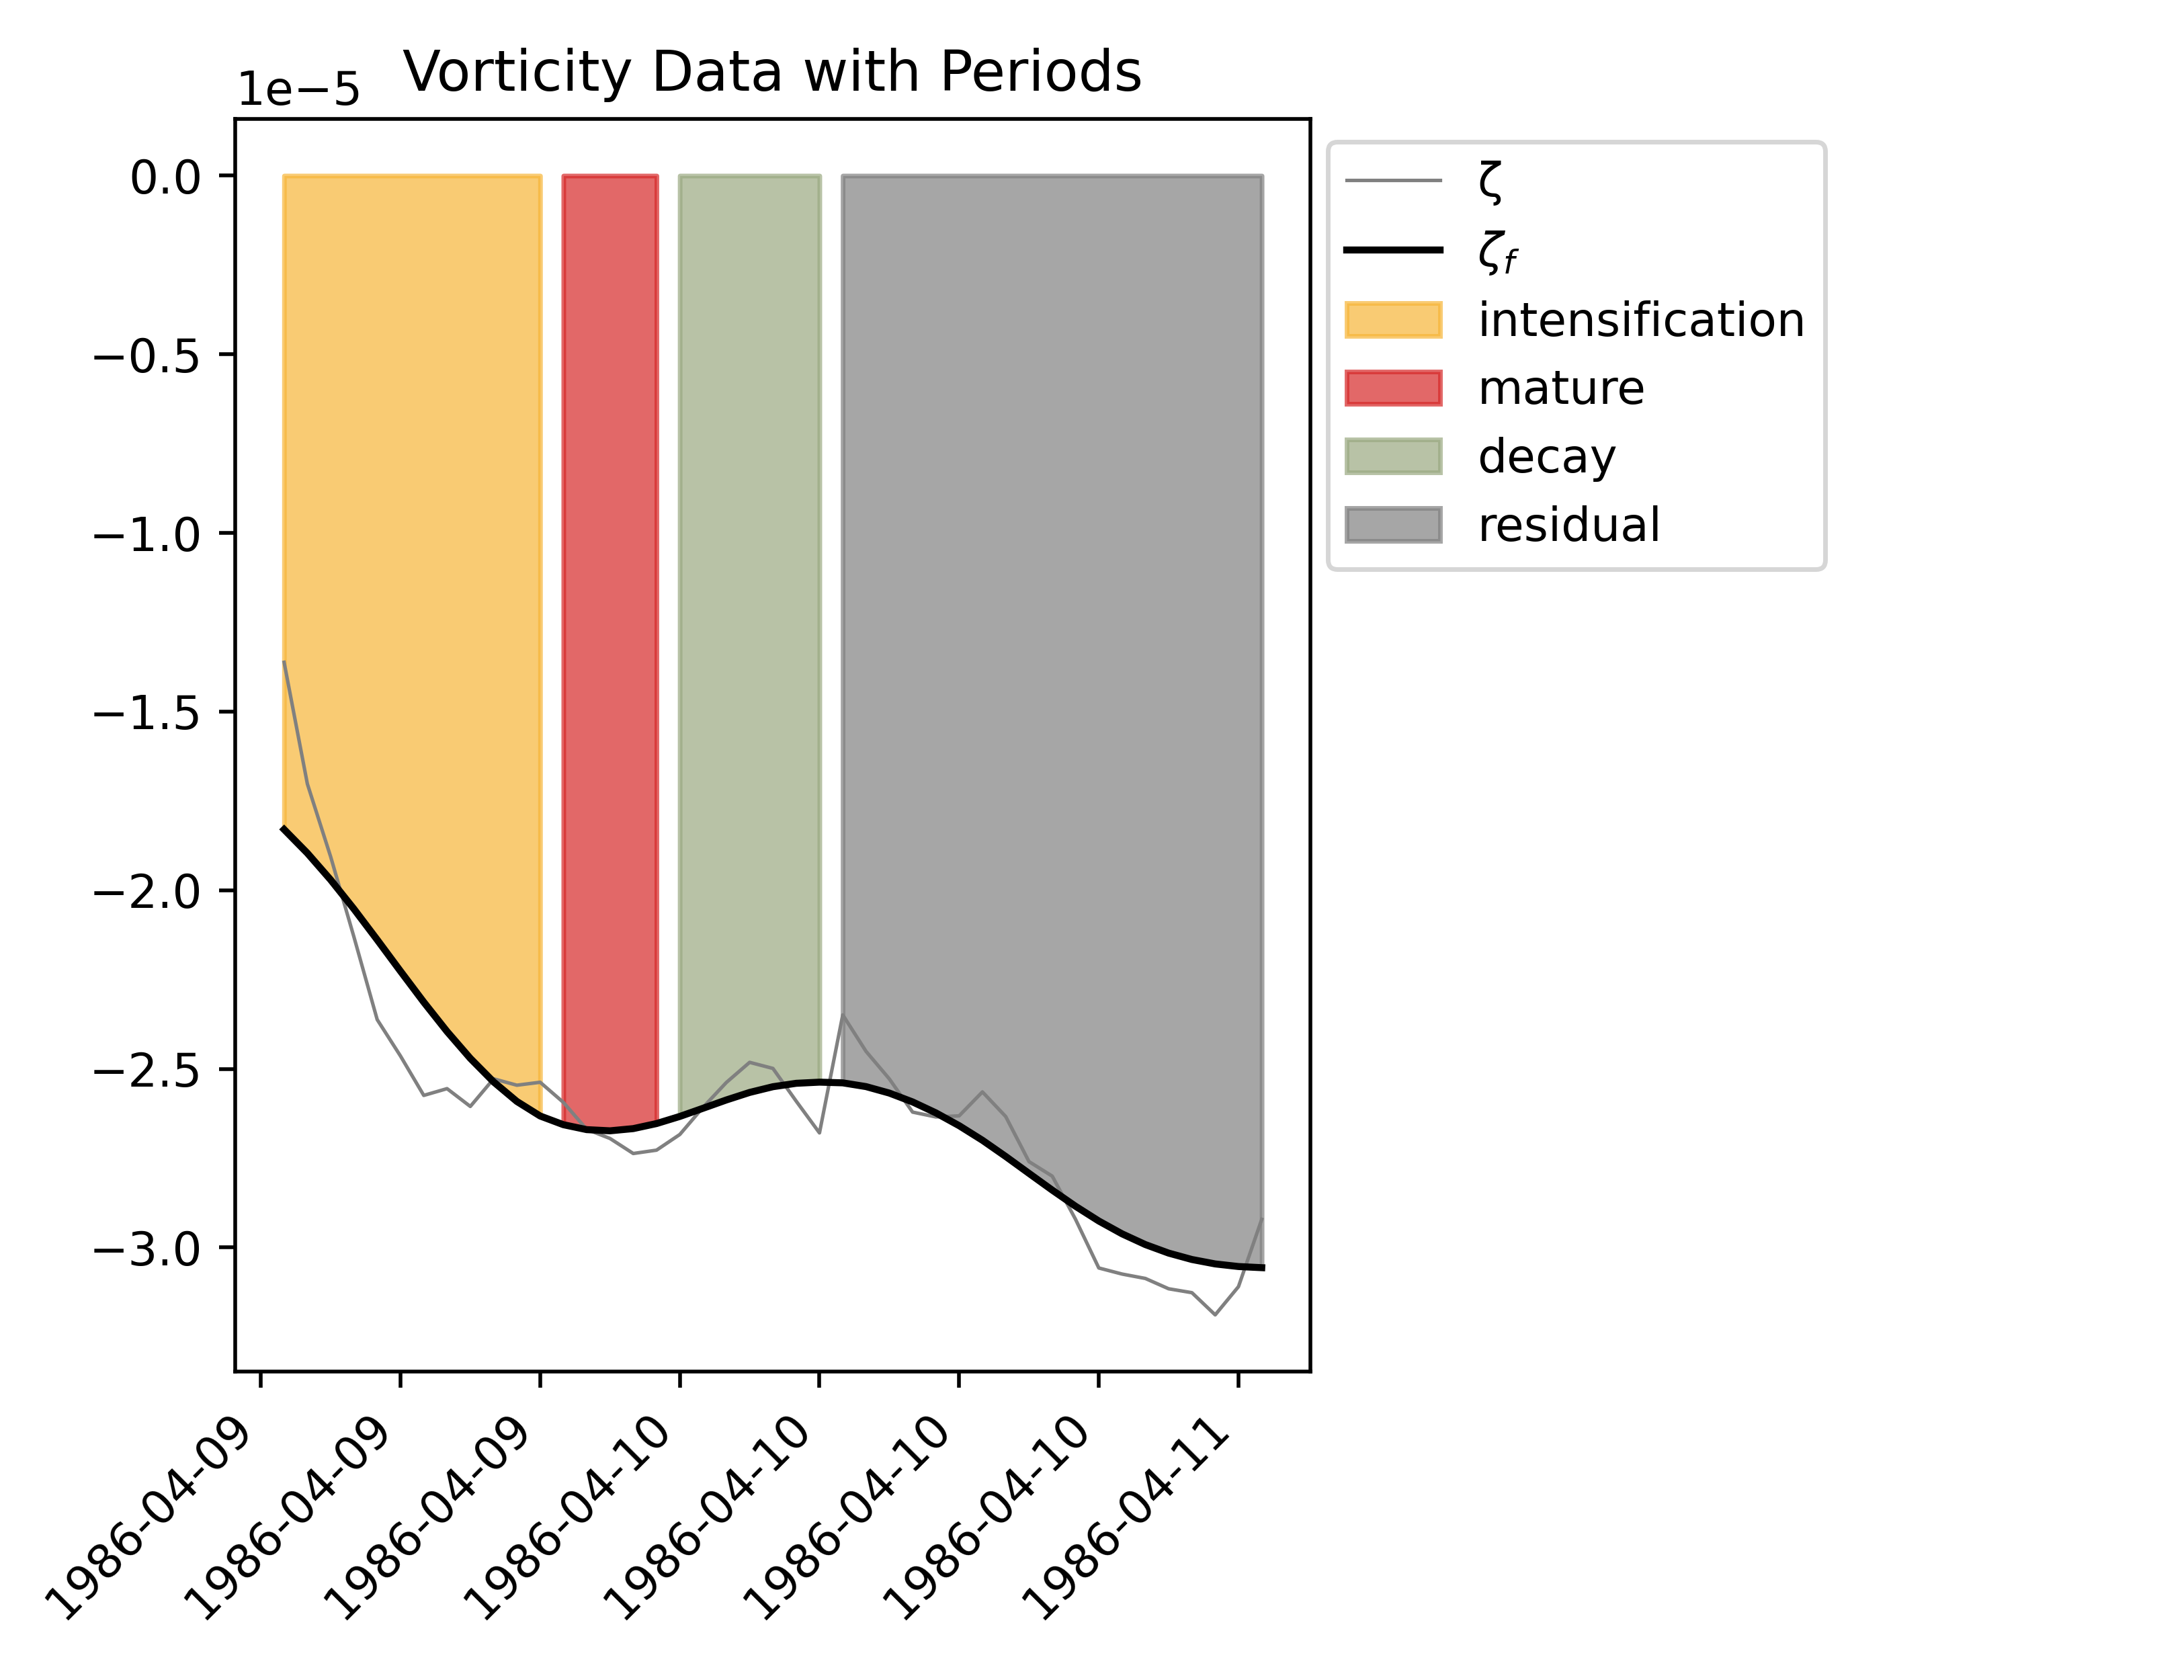 Vorticity Data with Periods
1e−5
0.0
−0.5
−1.0
−1.5
−2.0
−2.5
−3.0
1986-04-09
1986-04-09
1986-04-09
1986-04-10
1986-04-10
1986-04-10
1986-04-10
1986-04-11
ζ
ζf
intensification
mature
decay
residual